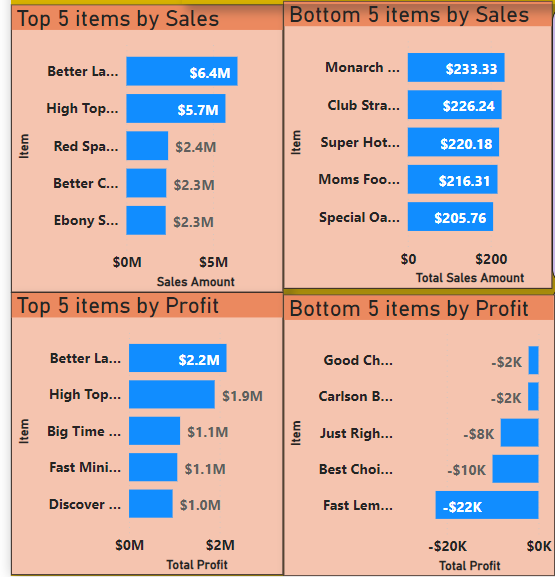 Top 5 items by Sales
Item
Better La... $6.4M
High Top... $5.7M
Red Spa... $2.4M
Better C... $2.3M
Ebony S... $2.3M
$0M $5M
Sales Amount
Bottom 5 items by Sales
Item
Monarch ... $233.33
Club Stra... $226.24
Super Hot... $220.18
Moms Foo... $216.31
Special Oa... $205.76
$0 $200
Total Sales Amount
Top 5 items by Profit
Item
Better La... $2.2M
High Top... $1.9M
Big Time ... $1.1M
Fast Mini... $1.1M
Discover ... $1.0M
$0M $2M
Total Profit
Bottom 5 items by Profit
Item
Good Ch... -$2K
Carlson B... -$2K
Just Righ... -$8K
Best Choi... -$10K
Fast Lem... -$22K
-$20K $0K
Total Profit